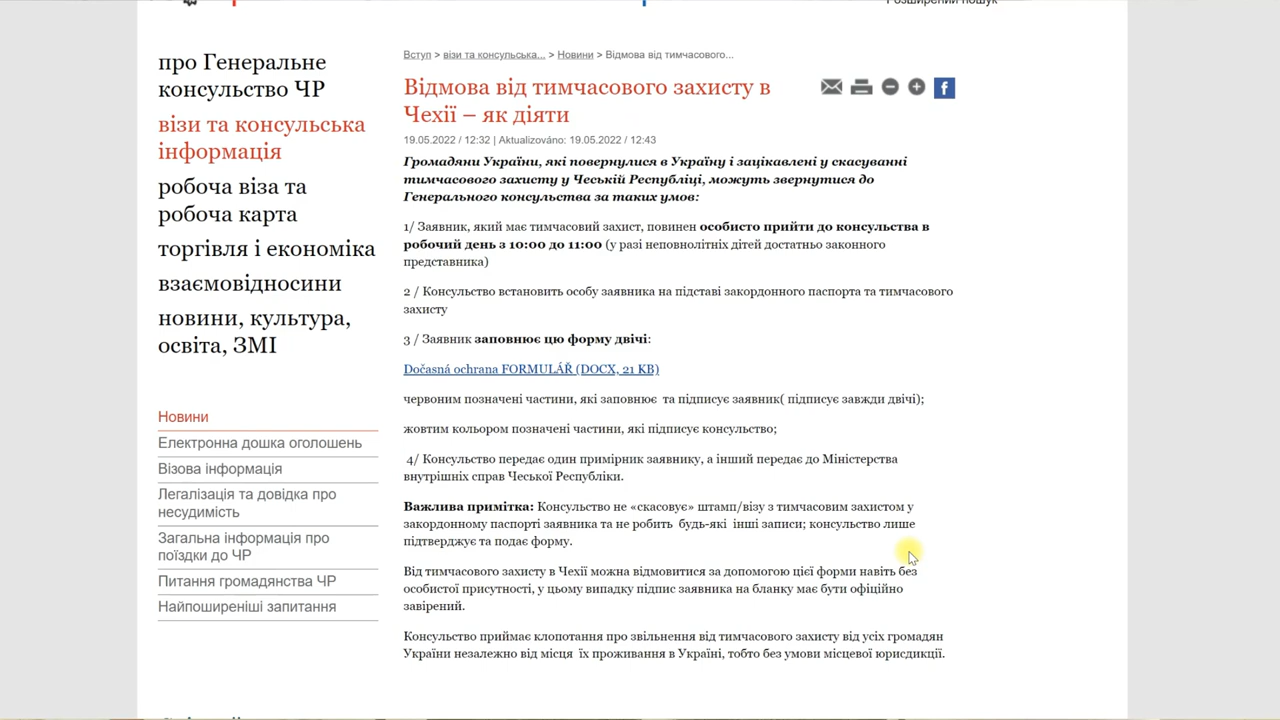 Розширений пошук
про Генеральне
консульство ЧР
візи та консульська
інформація
робоча віза та
робоча карта
торгівля і економіка
взаємовідносини
новини, культура,
освіта, ЗМІ
Новини
Електронна дошка оголошень
Візова інформація
Легалізація та довідка про
несудимість
Загальна інформація про
поїздки до ЧР
Питання громадянства ЧР
Найпоширеніші запитання
Вступ > візи та консульська... > Новини > Відмова від тимчасового...
Відмова від тимчасового захисту в
Чехії – як діяти
19.05.2022 / 12:32 | Aktualizováno: 19.05.2022 / 12:43
Громадяни України, які повернулися в Україну і зацікавлені у скасуванні
тимчасового захисту у Чеській Республіці, можуть звернутися до
Генерального консульства за таких умов:
1/ Заявник, який має тимчасовий захист, повинен особисто прийти до консульства в
робочий день з 10:00 до 11:00 (у разі неповнолітніх дітей достатньо законного
представника)
2 / Консульство встановить особу заявника на підставі закордонного паспорта та тимчасового
захисту
3 / Заявник заповнює цю форму двічі:
Dočasná ochrana FORMULÁŘ (DOCX, 21 KB)
червоним позначені частини, які заповнює та підписує заявник( підписує завжди двічі);
жовтим кольором позначені частини, які підписує консульство;
4/ Консульство передає один примірник заявнику, а інший передає до Міністерства
внутрішніх справ Чеської Республіки.
Важлива примітка: Консульство не «скасовує» штамп/візу з тимчасовим захистом у
закордонному паспорті заявника та не робить будь-які інші записи; консульство лише
підтверджує та подає форму.
Від тимчасового захисту в Чехії можна відмовитися за допомогою цієї форми навіть без
особистої присутності, у цьому випадку підпис заявника на бланку має бути офіційно
завірений.
Консульство приймає клопотання про звільнення від тимчасового захисту від усіх громадян
України незалежно від місця їх проживання в Україні, тобто без умови місцевої юрисдикції.